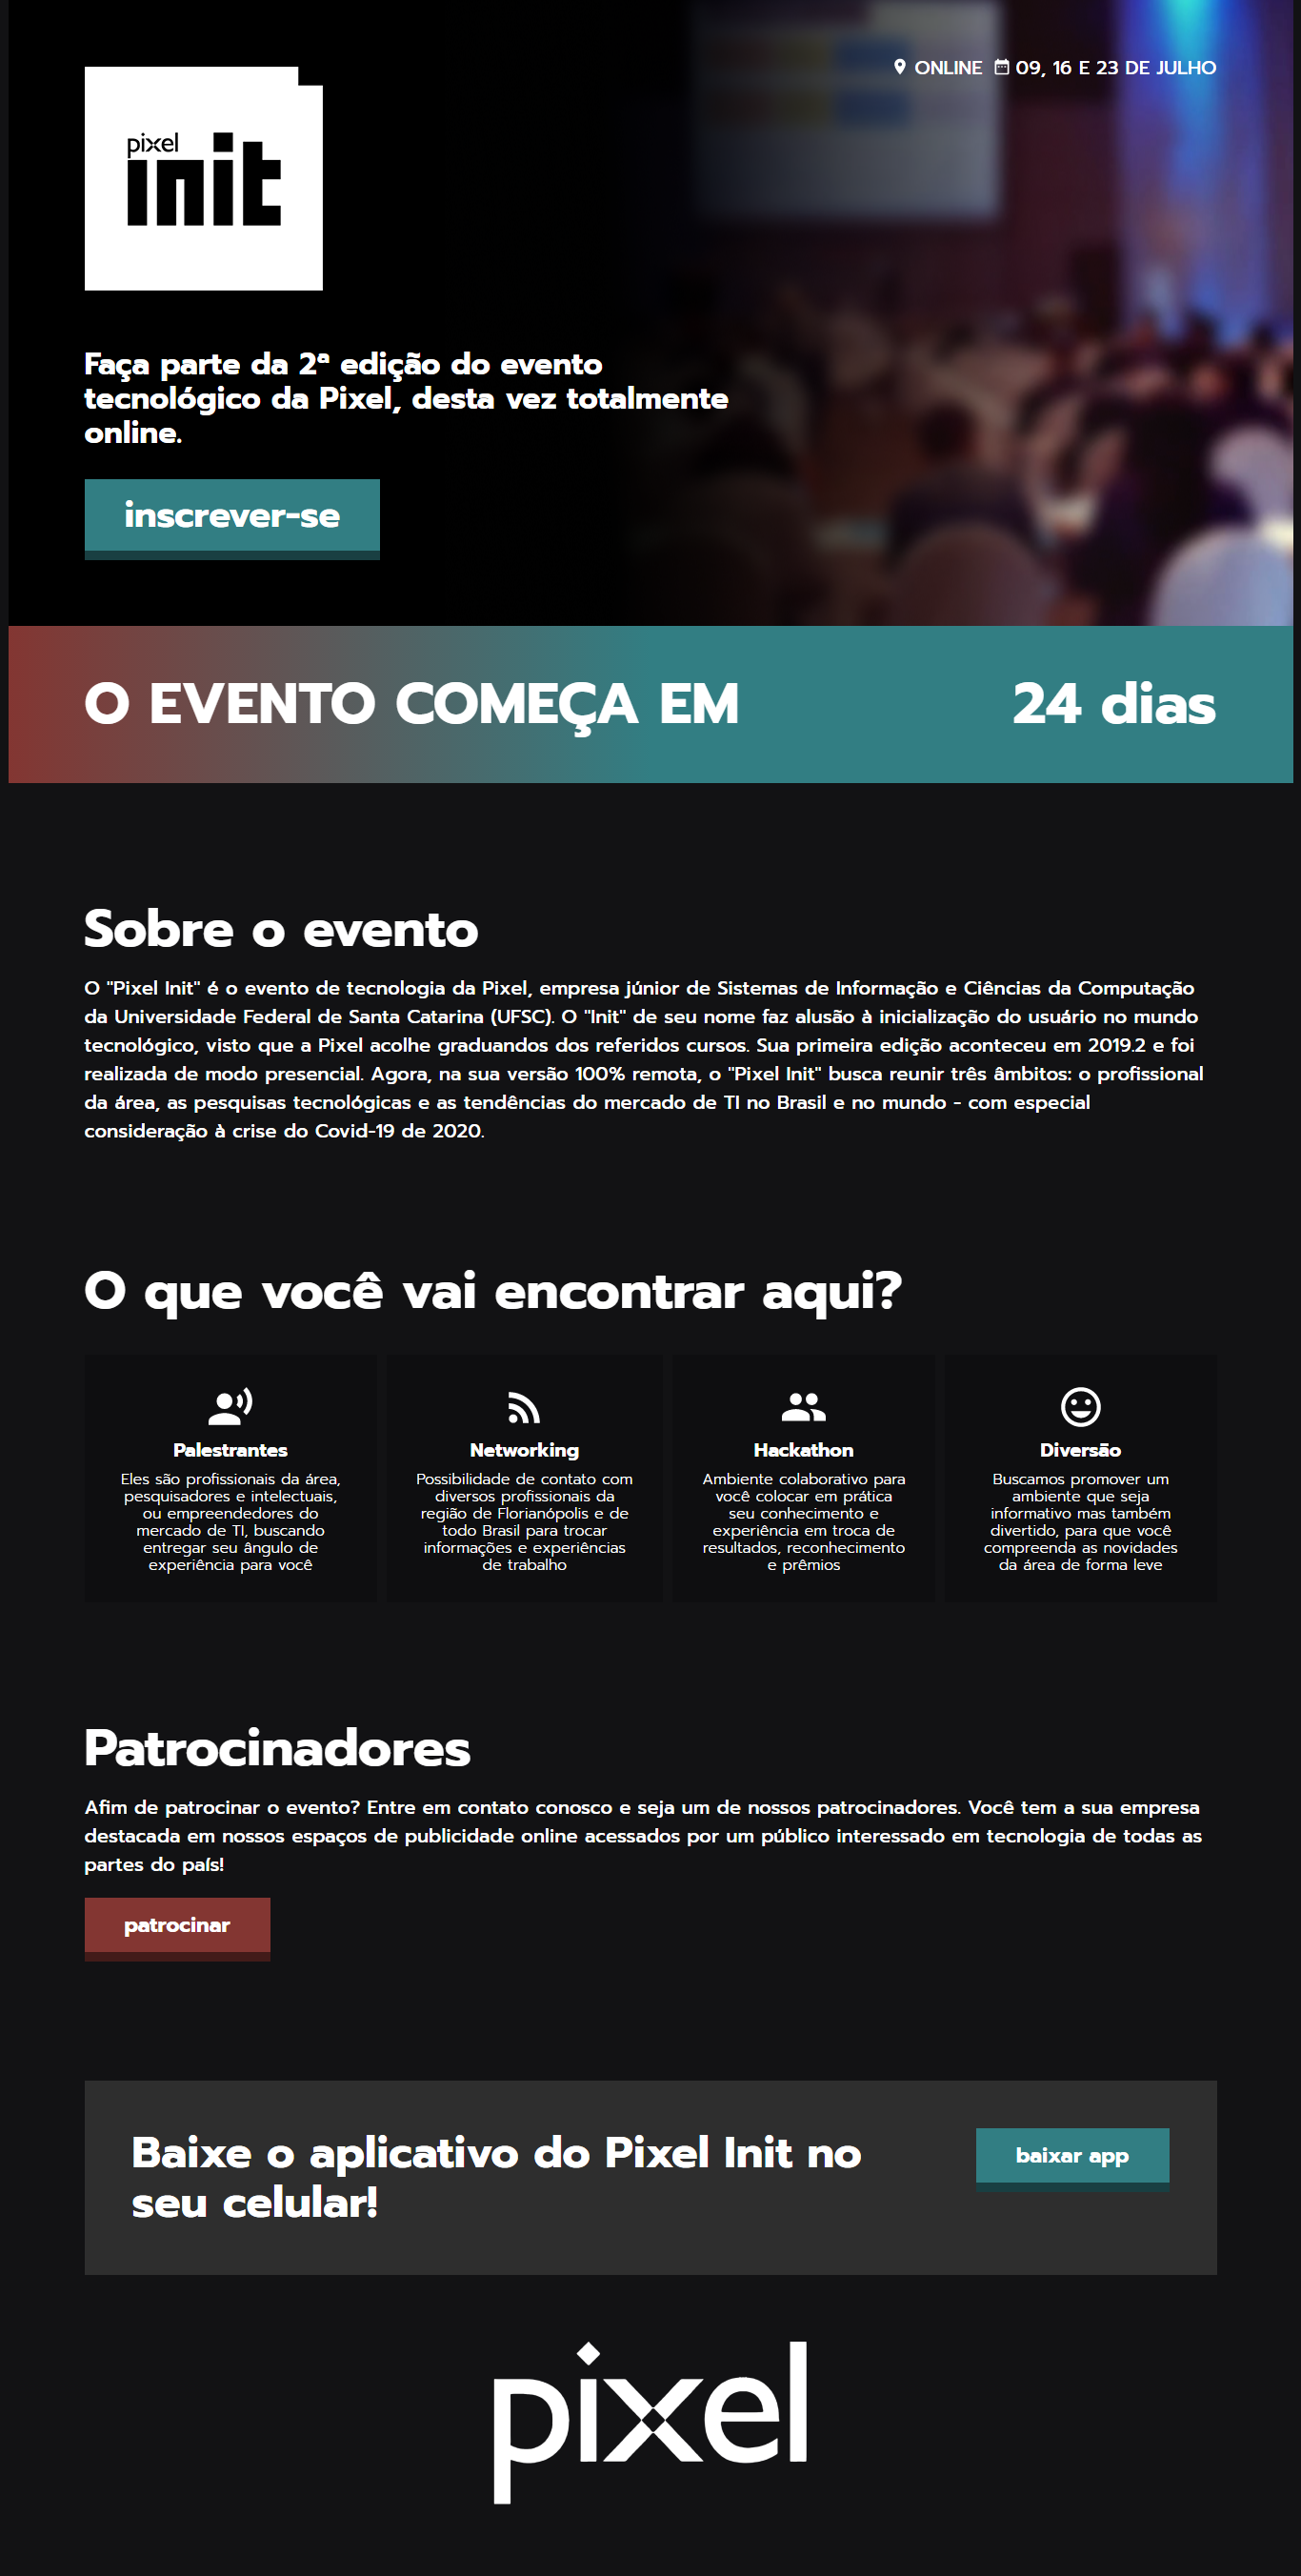 ONLINE 09, 16 E 23 DE JULHO
pixel
init
Faça parte da 2ª edição do evento
tecnológico da Pixel, desta vez totalmente
online.
inscrever-se
O EVENTO COMEÇA EM 24 dias
Sobre o evento
O "Pixel Init" é o evento de tecnologia da Pixel, empresa júnior de Sistemas de Informação e Ciências da Computação
da Universidade Federal de Santa Catarina (UFSC). O "Init" de seu nome faz alusão à inicialização do usuário no mundo
tecnológico, visto que a Pixel acolhe graduandos dos referidos cursos. Sua primeira edição aconteceu em 2019.2 e foi
realizada de modo presencial. Agora, na sua versão 100% remota, o "Pixel Init" busca reunir três âmbitos: o profissional
da área, as pesquisas tecnológicas e as tendências do mercado de TI no Brasil e no mundo - com especial
consideração à crise do Covid-19 de 2020.
O que você vai encontrar aqui?
Palestrantes
Eles são profissionais da área,
pesquisadores e intelectuais,
ou empreendedores do
mercado de TI, buscando
entregar seu ângulo de
experiência para você
Networking
Possibilidade de contato com
diversos profissionais da
região de Florianópolis e de
todo Brasil para trocar
informações e experiências
de trabalho
Hackathon
Ambiente colaborativo para
você colocar em prática
seu conhecimento e
experiência em troca de
resultados, reconhecimento
e prêmios
Diversão
Buscamos promover um
ambiente que seja
informativo mas também
divertido, para que você
compreenda as novidades
da área de forma leve
Patrocinadores
Afim de patrocinar o evento? Entre em contato conosco e seja um de nossos patrocinadores. Você tem a sua empresa
destacada em nossos espaços de publicidade online acessados por um público interessado em tecnologia de todas as
partes do país!
patrocinar
Baixe o aplicativo do Pixel Init no
seu celular!
baixar app
pixel